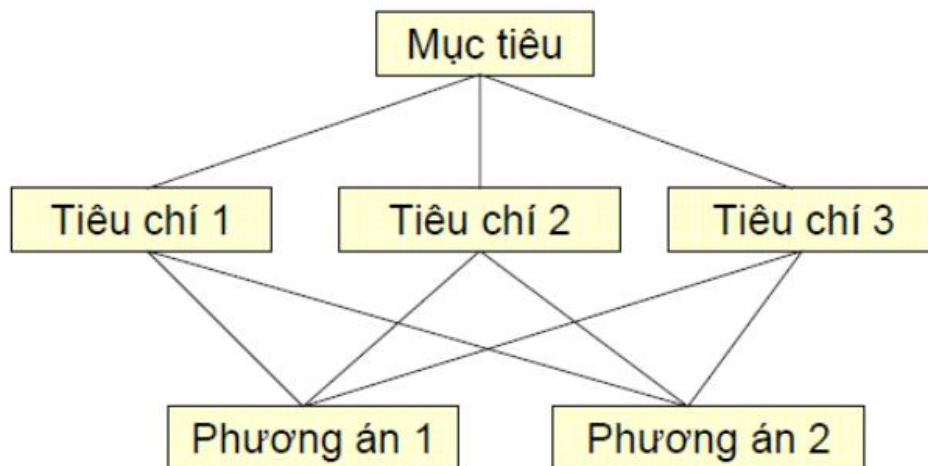 Mục tiêu
Tiêu chí 1
Tiêu chí 2
Tiêu chí 3
Phương án 1
Phương án 2